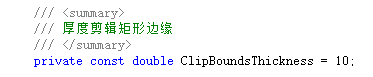 /// <summary>
/// 厚度剪辑矩形边缘
/// </summary>
private const double ClipBoundsThickness = 10;